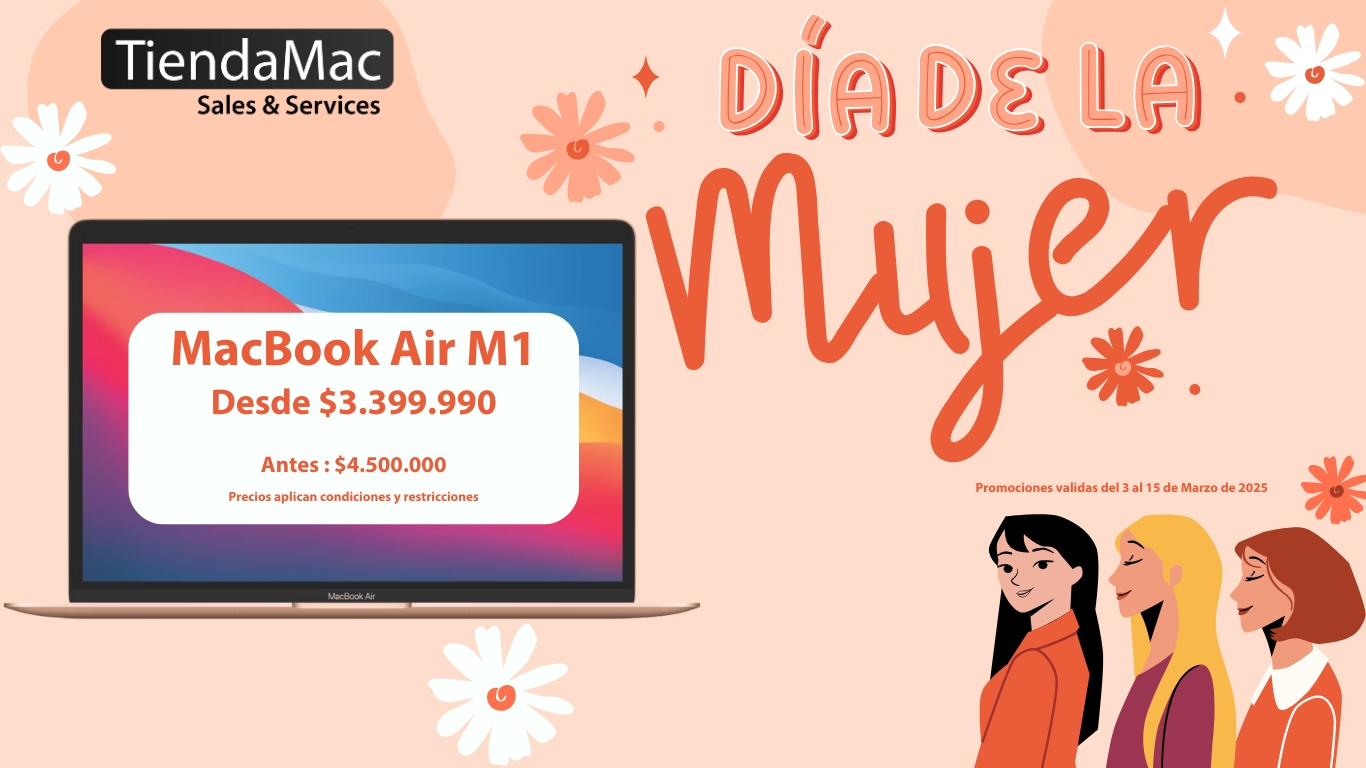 TiendaMac
Sales & Services
DÍA DE LA
Mujer
MacBook Air M1
Desde $3.399.990
Antes : $4.500.000
Precios aplican condiciones y restricciones
MacBook Air
Promociones validas del 3 al 15 de Marzo de 2025